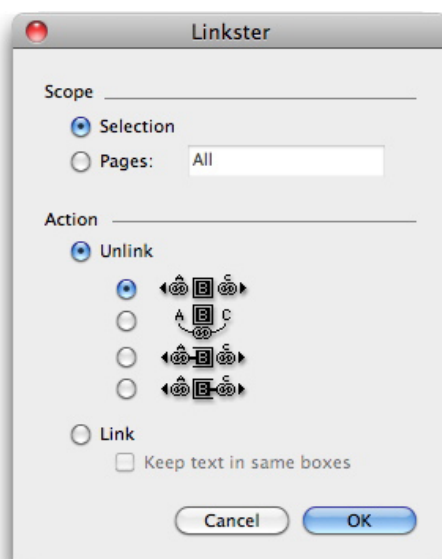 Linkster
Scope
Selection
Pages: All
Action
Unlink
A B C
A B C
A B C
A B C
Link
Keep text in same boxes
Cancel OK